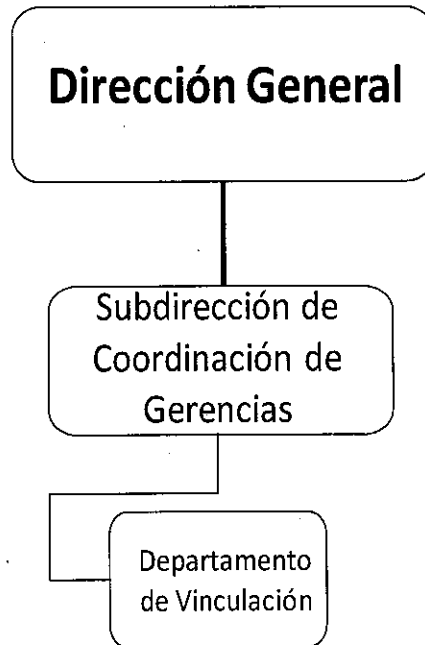 Dirección General
Subdirección de
Coordinación de
Gerencias
Departamento
de Vinculación